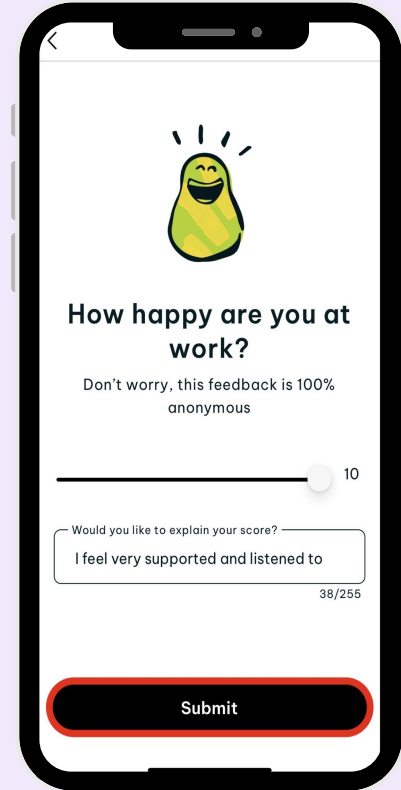 How happy are you at
work?
Don't worry, this feedback is 100%
anonymous
10
Would you like to explain your score?
I feel very supported and listened to
38/255
Submit